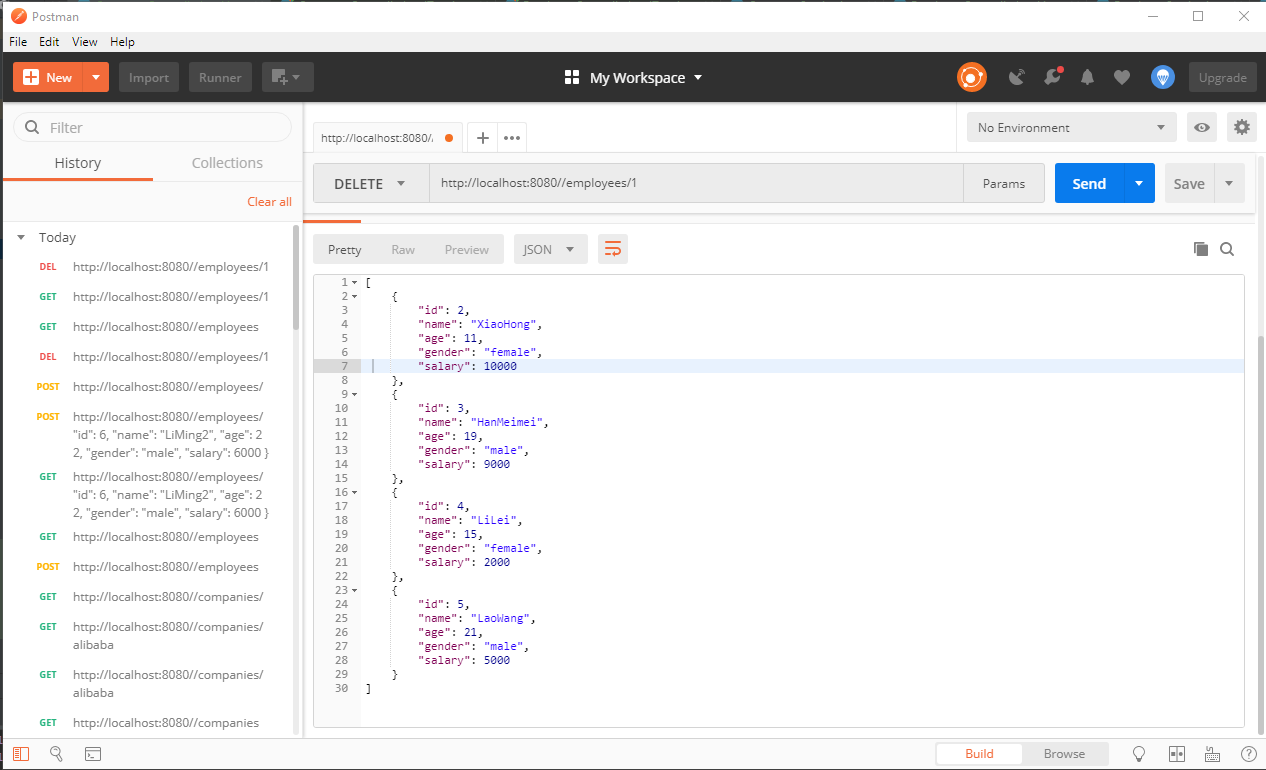 Postman
File Edit View Help
New Import Runner My Workspace Upgrade
Filter
History Collections
Clear all
Today
DEL http://localhost:8080//employees/1
GET http://localhost:8080//employees/1
GET http://localhost:8080//employees
DEL http://localhost:8080//employees/1
POST http://localhost:8080//employees/
POST http://localhost:8080//employees/
"id": 6, "name": "LiMing2", "age": 2
2, "gender": "male", "salary": 6000 }
GET http://localhost:8080//employees/
"id": 6, "name": "LiMing2", "age": 2
2, "gender": "male", "salary": 6000 }
GET http://localhost:8080//employees
POST http://localhost:8080//employees
GET http://localhost:8080//companies/
GET http://localhost:8080//companies/
alibaba
GET http://localhost:8080//companies/
alibaba
GET http://localhost:8080//companies
http://localhost:8080/
No Environment
DELETE http://localhost:8080//employees/1 Params Send Save
Pretty Raw Preview JSON
1 [
2 {
3 "id": 2,
4 "name": "XiaoHong",
5 "age": 11,
6 "gender": "female",
7 "salary": 10000
8 },
9 {
10 "id": 3,
11 "name": "HanMeimei",
12 "age": 19,
13 "gender": "male",
14 "salary": 9000
15 },
16 {
17 "id": 4,
18 "name": "LiLei",
19 "age": 15,
20 "gender": "female",
21 "salary": 2000
22 },
23 {
24 "id": 5,
25 "name": "LaoWang",
26 "age": 21,
27 "gender": "male",
28 "salary": 5000
29 }
30 ]
Build Browse